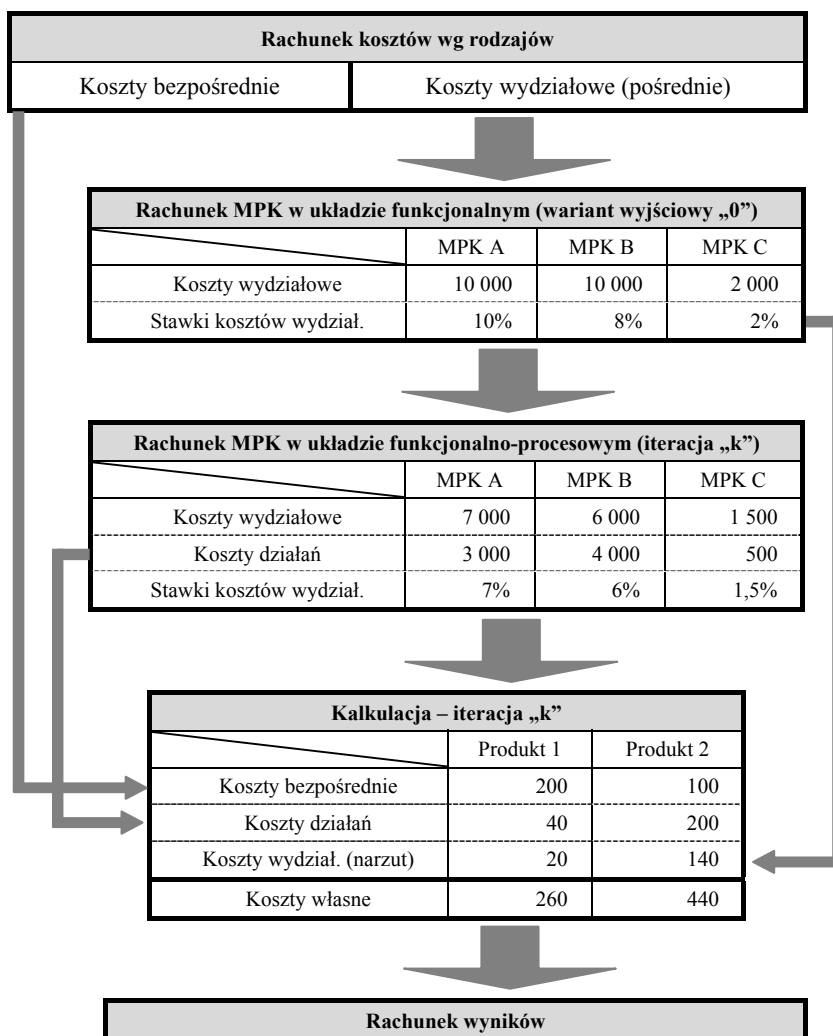 Rachunek kosztów wg rodzajów
Koszty bezpośrednie Koszty wydziałowe (pośrednie)
Rachunek MPK w układzie funkcjonalnym (wariant wyjściowy „0”)
MPK A MPK B MPK C
Koszty wydziałowe 10 000 10 000 2 000
Stawki kosztów wydział. 10% 8% 2%
Rachunek MPK w układzie funkcjonalno-procesowym (iteracja „k”)
MPK A MPK B MPK C
Koszty wydziałowe 7 000 6 000 1 500
Koszty działań 3 000 4 000 500
Stawki kosztów wydział. 7% 6% 1,5%
Kalkulacja – iteracja „k”
Produkt 1 Produkt 2
Koszty bezpośrednie 200 100
Koszty działań 40 200
Koszty wydział. (narzut) 20 140
Koszty własne 260 440
Rachunek wyników